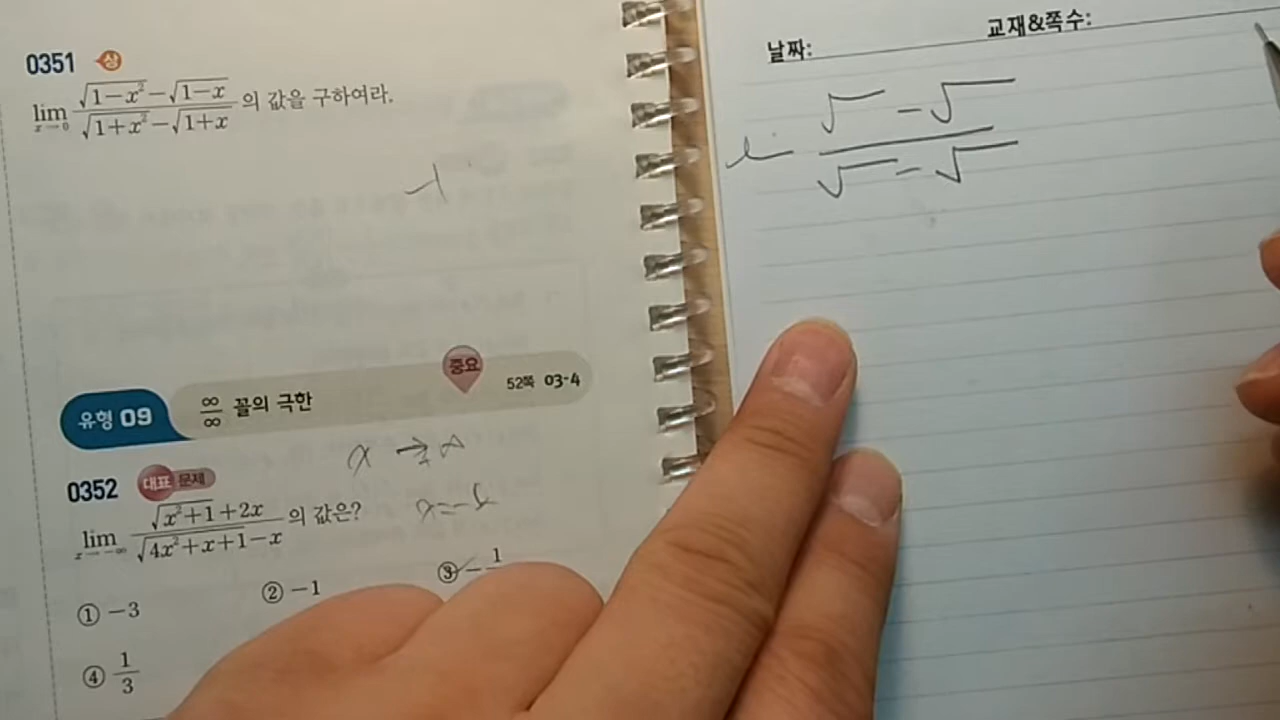 0351 상
lim x→0 (√1−x² − √1−x) / (√1+x² − √1+x) 의 값을 구하여라.
-1
유형 09 ∞/∞ 꼴의 극한 중요 52쪽 03-4
x → ∞
0352 대표 문제
lim x→−∞ (√x²+1 + 2x) / (√4x²+x+1 − x) 의 값은?
x=-t
① −3
② −1
③ − 1
④ 1/3
날짜:
교재&쪽수:
√ − √
√ − √